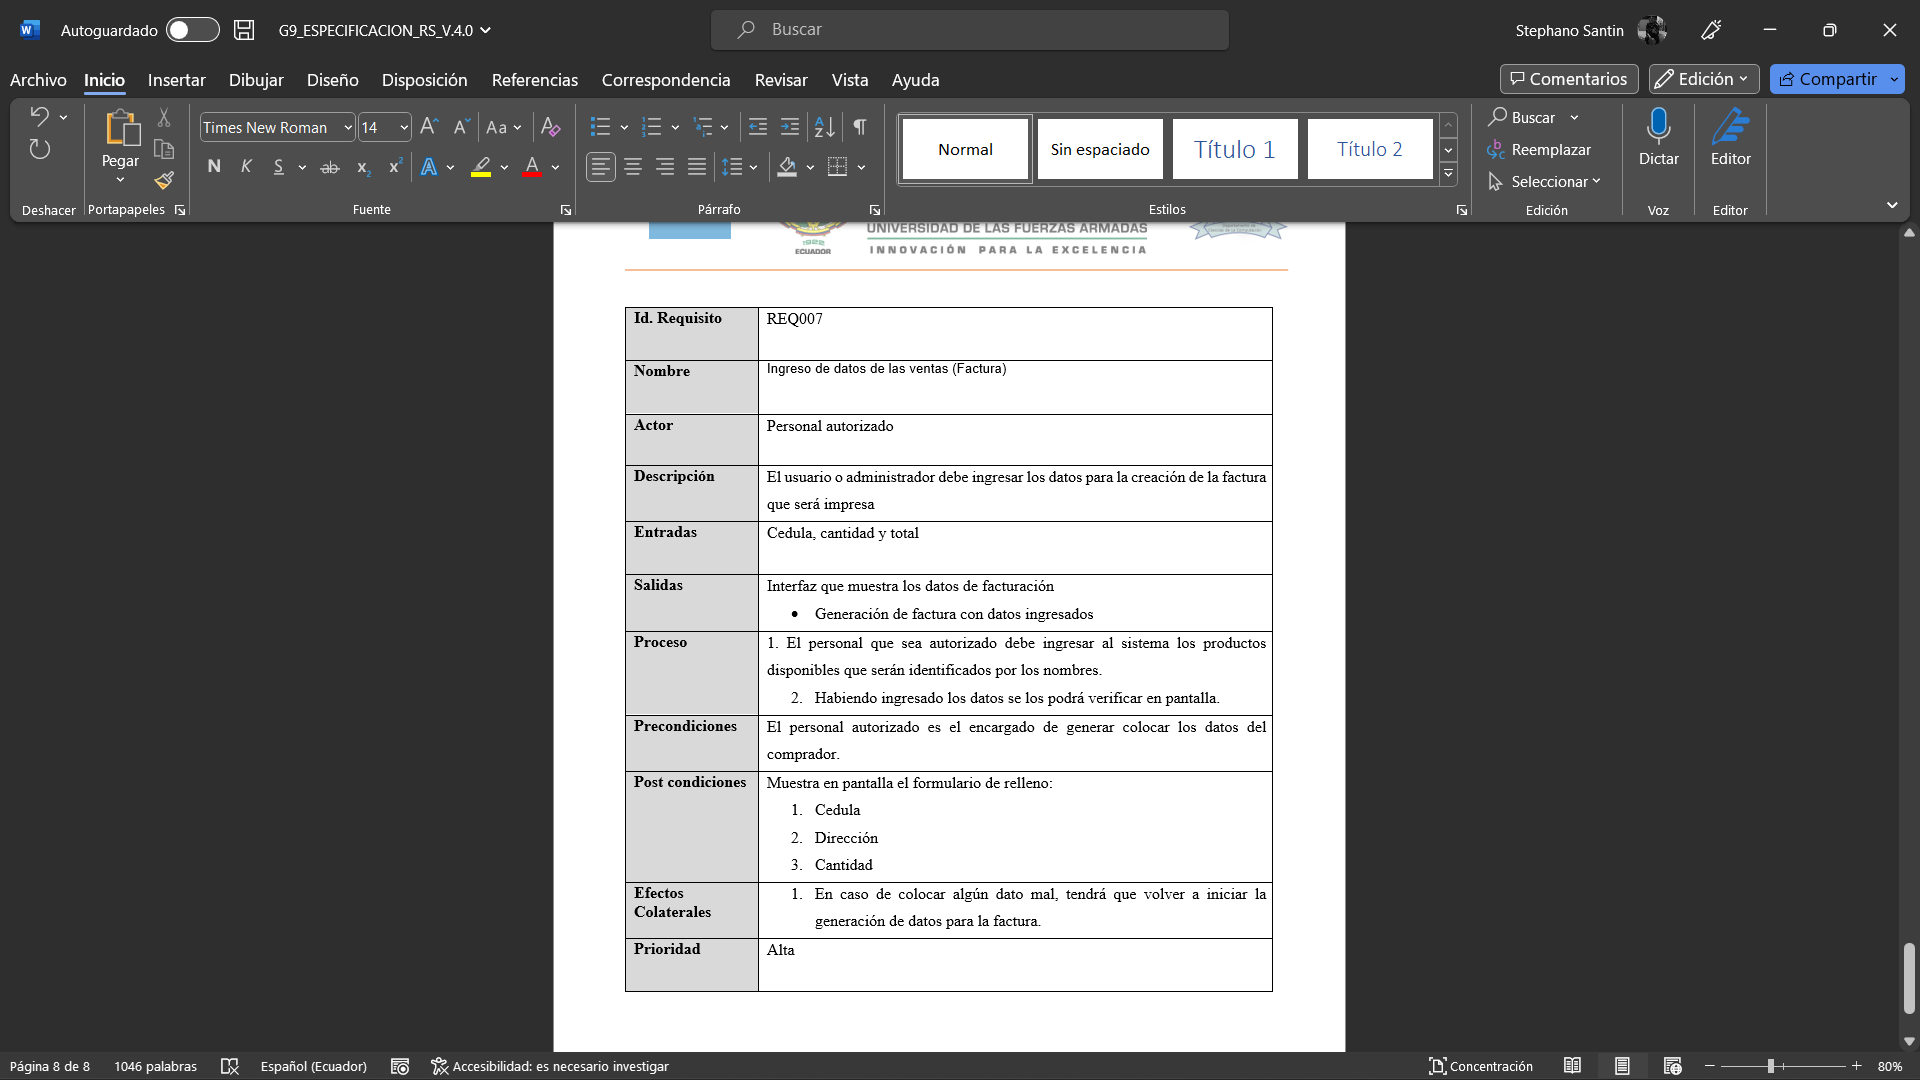 Autoguardado
G9_ESPECIFICACION_RS_V.4.0
Buscar
Stephano Santin
Archivo
Inicio
Insertar
Dibujar
Diseño
Disposición
Referencias
Correspondencia
Revisar
Vista
Ayuda
Comentarios
Edición
Compartir
Pegar
Deshacer
Portapapeles
Times New Roman
14
Aa
N K S ab x₂ x²
A A
Fuente
Párrafo
Normal
Sin espaciado
Título 1
Título 2
Estilos
Buscar
Reemplazar
Seleccionar
Edición
Dictar
Voz
Editor
Editor
1922
ECUADOR
UNIVERSIDAD DE LAS FUERZAS ARMADAS
INNOVACIÓN PARA LA EXCELENCIA
Id. Requisito
REQ007
Nombre
Ingreso de datos de las ventas (Factura)
Actor
Personal autorizado
Descripción
El usuario o administrador debe ingresar los datos para la creación de la factura
que será impresa
Entradas
Cedula, cantidad y total
Salidas
Interfaz que muestra los datos de facturación
• Generación de factura con datos ingresados
Proceso
1. El personal que sea autorizado debe ingresar al sistema los productos
disponibles que serán identificados por los nombres.
2. Habiendo ingresado los datos se los podrá verificar en pantalla.
Precondiciones
El personal autorizado es el encargado de generar colocar los datos del
comprador.
Post condiciones
Muestra en pantalla el formulario de relleno:
1. Cedula
2. Dirección
3. Cantidad
Efectos
Colaterales
1. En caso de colocar algún dato mal, tendrá que volver a iniciar la
generación de datos para la factura.
Prioridad
Alta
Página 8 de 8
1046 palabras
Español (Ecuador)
Accesibilidad: es necesario investigar
Concentración
80%